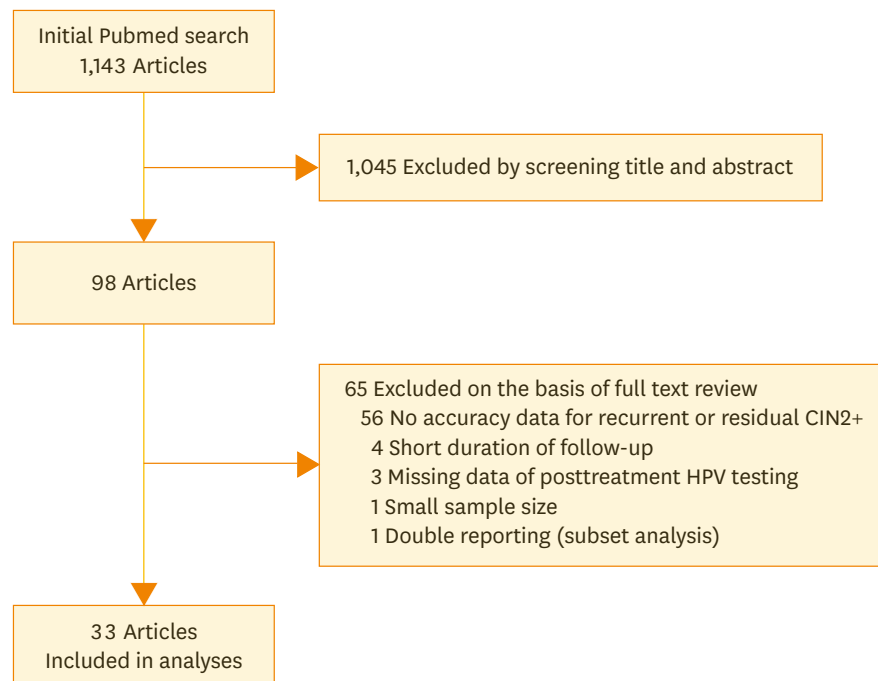 Initial Pubmed search
1,143 Articles
1,045 Excluded by screening title and abstract
98 Articles
65 Excluded on the basis of full text review
56 No accuracy data for recurrent or residual CIN2+
4 Short duration of follow-up
3 Missing data of posttreatment HPV testing
1 Small sample size
1 Double reporting (subset analysis)
33 Articles
Included in analyses